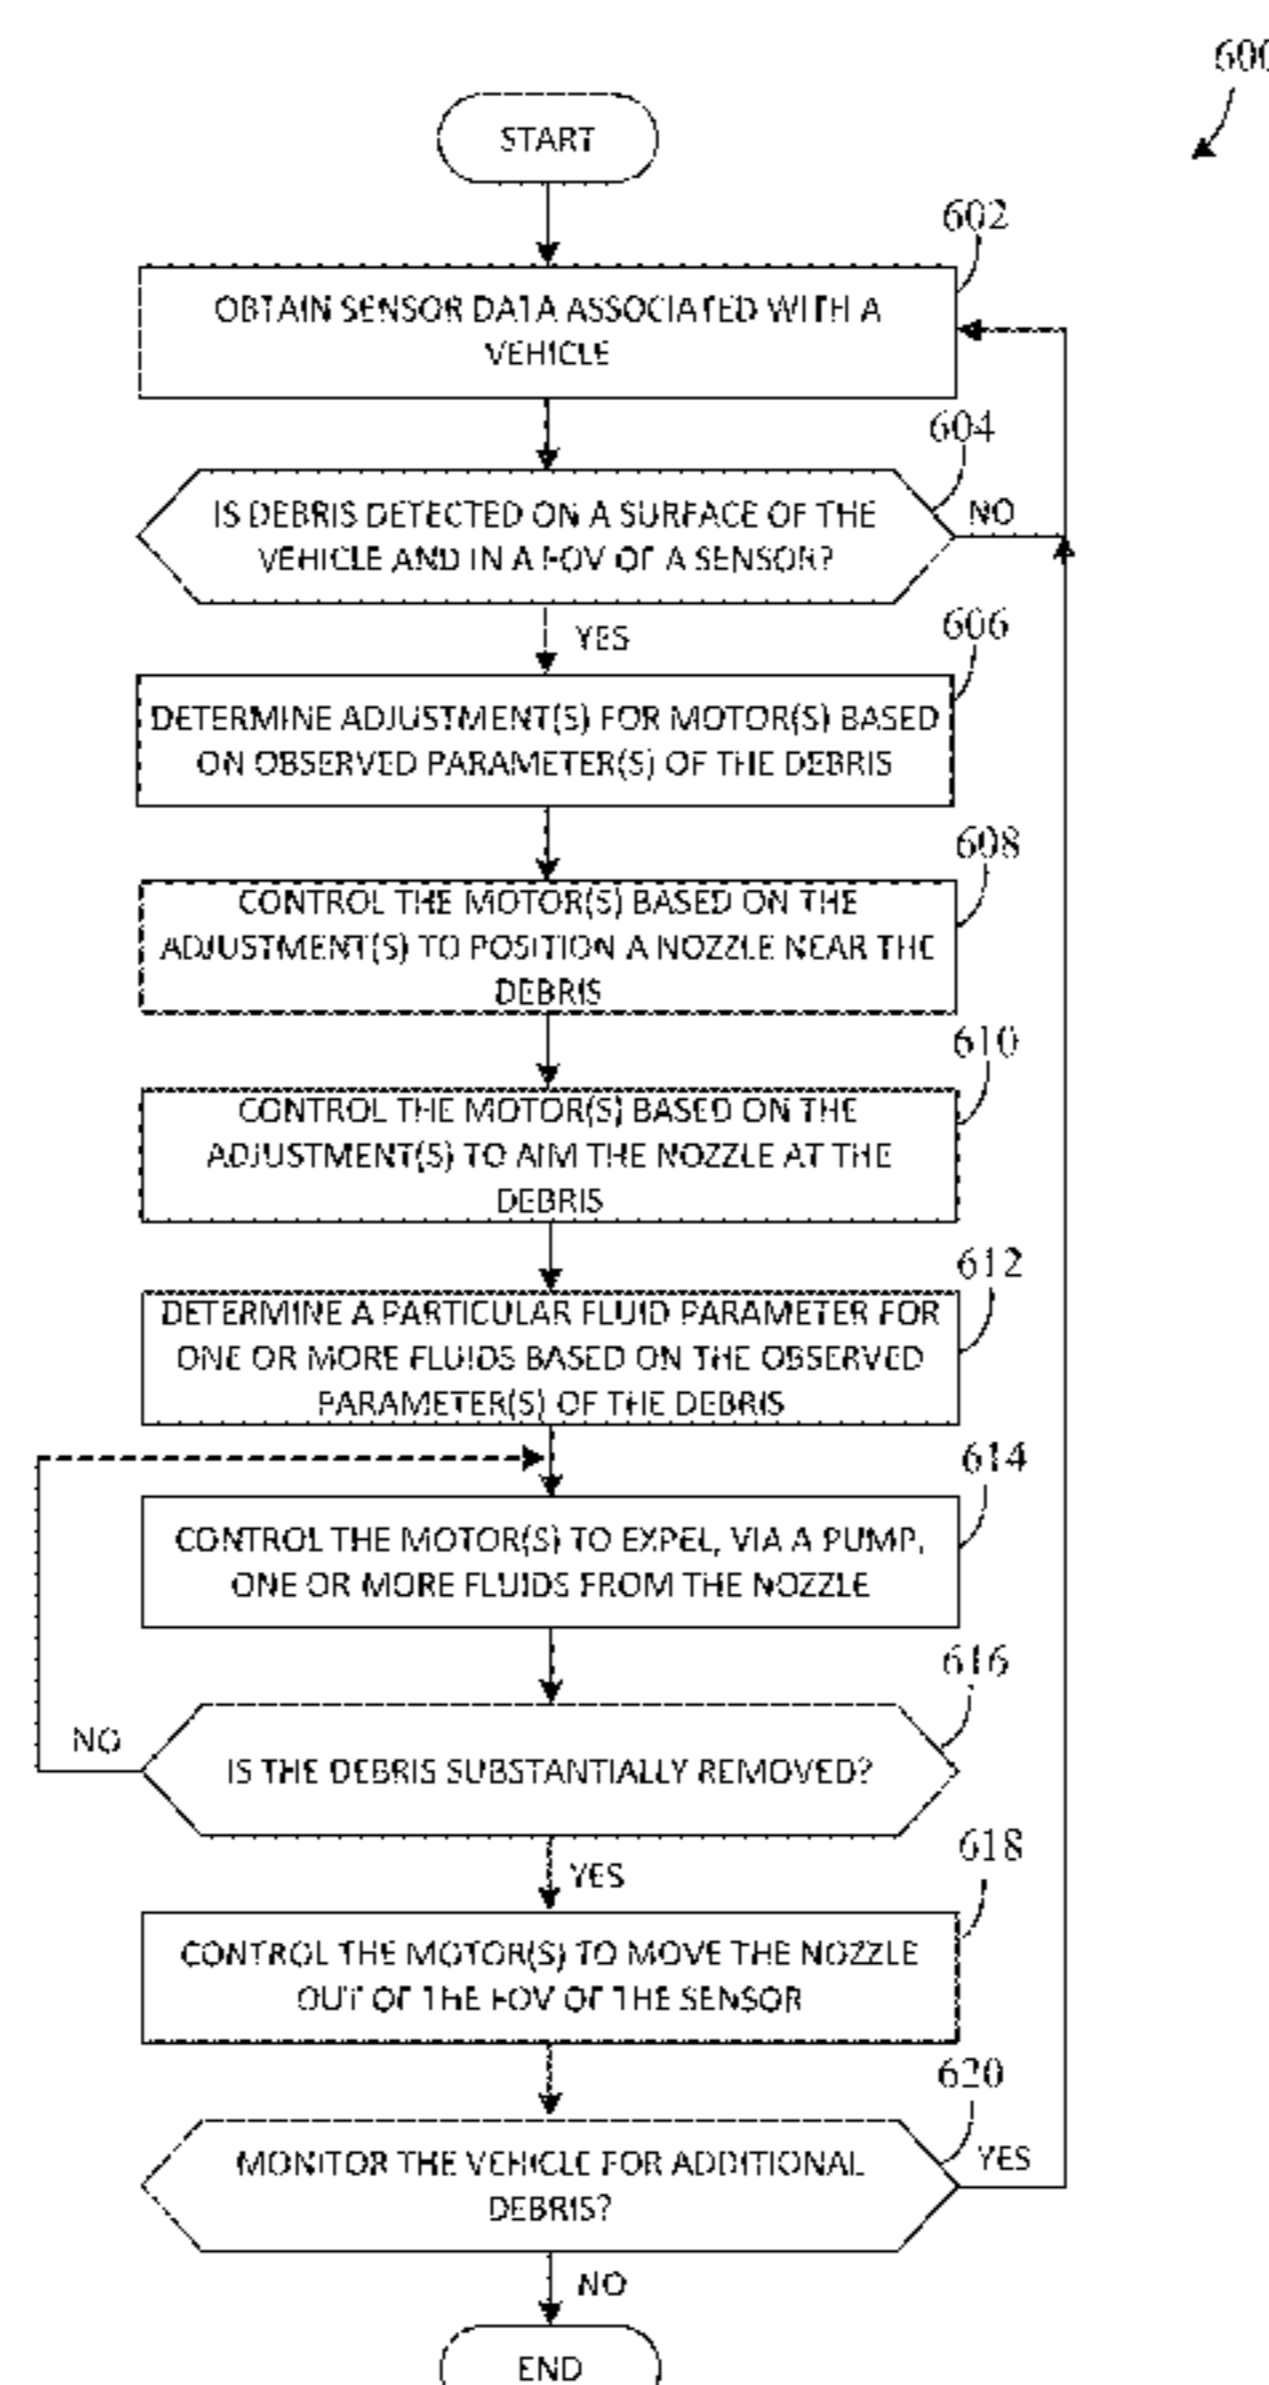 600
START
602
OBTAIN SENSOR DATA ASSOCIATED WITH A
VEHICLE
604
IS DEBRIS DETECTED ON A SURFACE OF THE
VEHICLE AND IN A FOV OF A SENSOR?
NO
YES
606
DETERMINE ADJUSTMENT(S) FOR MOTOR(S) BASED
ON OBSERVED PARAMETER(S) OF THE DEBRIS
608
CONTROL THE MOTOR(S) BASED ON THE
ADJUSTMENT(S) TO POSITION A NOZZLE NEAR THE
DEBRIS
610
CONTROL THE MOTOR(S) BASED ON THE
ADJUSTMENT(S) TO AIM THE NOZZLE AT THE
DEBRIS
612
DETERMINE A PARTICULAR FLUID PARAMETER FOR
ONE OR MORE FLUIDS BASED ON THE OBSERVED
PARAMETER(S) OF THE DEBRIS
614
CONTROL THE MOTOR(S) TO EXPEL, VIA A PUMP,
ONE OR MORE FLUIDS FROM THE NOZZLE
616
NO
IS THE DEBRIS SUBSTANTIALLY REMOVED?
YES
618
CONTROL THE MOTOR(S) TO MOVE THE NOZZLE
OUT OF THE FOV OF THE SENSOR
620
MONITOR THE VEHICLE FOR ADDITIONAL
DEBRIS?
YES
NO
END